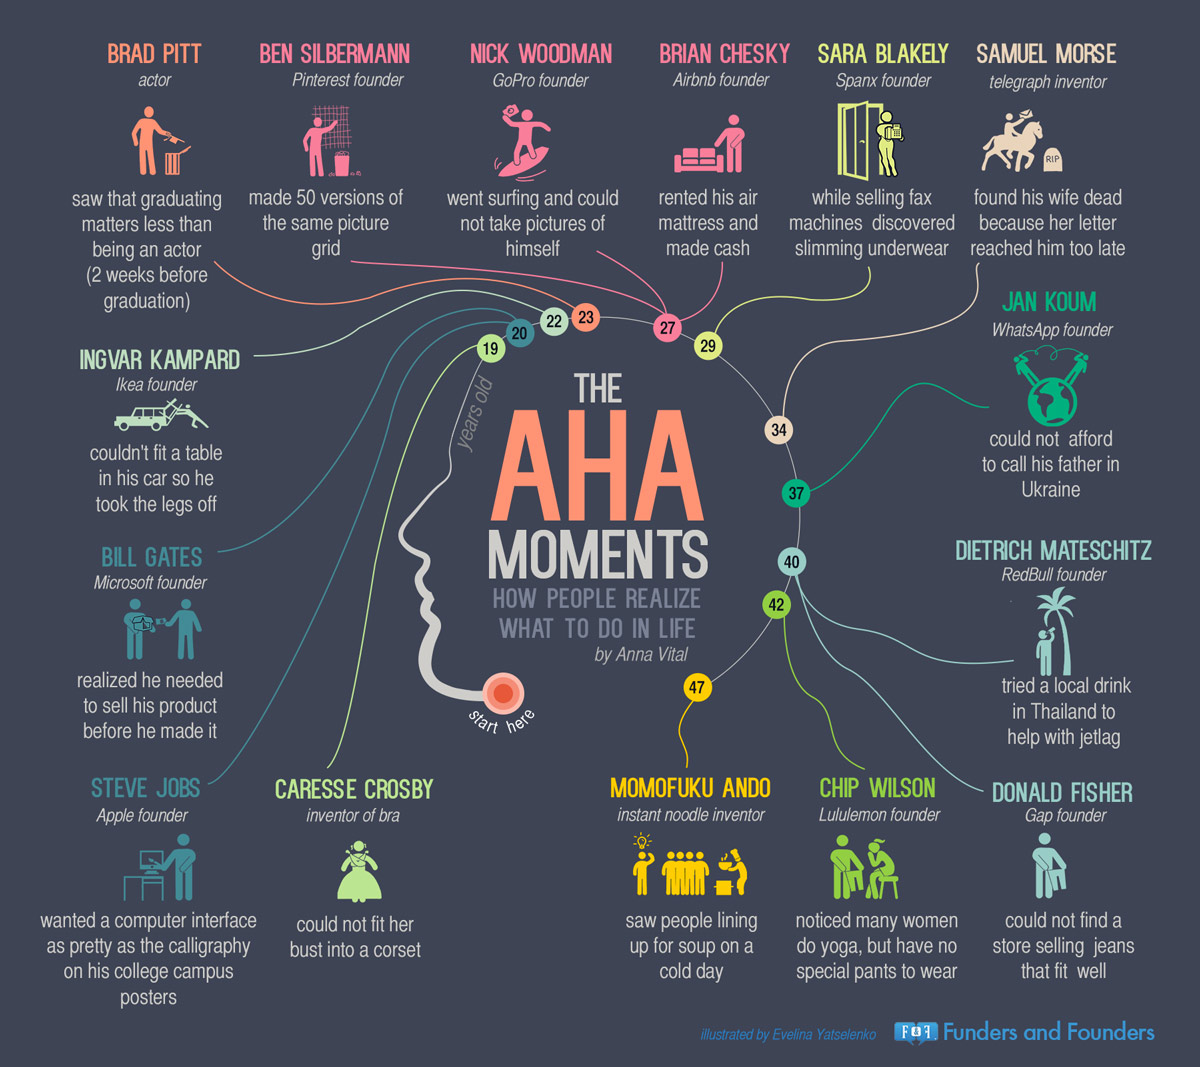 BRAD PITT
actor
saw that graduating
matters less than
being an actor
(2 weeks before
graduation)
BEN SILBERMANN
Pinterest founder
made 50 versions of
the same picture
grid
NICK WOODMAN
GoPro founder
went surfing and could
not take pictures of
himself
BRIAN CHESKY
Airbnb founder
rented his air
mattress and
made cash
SARA BLAKELY
Spanx founder
while selling fax
machines discovered
slimming underwear
SAMUEL MORSE
telegraph inventor
RIP
found his wife dead
because her letter
reached him too late
JAN KOUM
WhatsApp founder
could not afford
to call his father in
Ukraine
INGVAR KAMPARD
Ikea founder
couldn't fit a table
in his car so he
took the legs off
19
20
22
23
27
29
34
37
40
42
47
years old
THE
AHA
MOMENTS
HOW PEOPLE REALIZE
WHAT TO DO IN LIFE
by Anna Vital
start here
BILL GATES
Microsoft founder
realized he needed
to sell his product
before he made it
DIETRICH MATESCHITZ
RedBull founder
tried a local drink
in Thailand to
help with jetlag
STEVE JOBS
Apple founder
wanted a computer interface
as pretty as the calligraphy
on his college campus
posters
CARESSE CROSBY
inventor of bra
could not fit her
bust into a corset
MOMOFUKU ANDO
instant noodle inventor
saw people lining
up for soup on a
cold day
CHIP WILSON
Lululemon founder
noticed many women
do yoga, but have no
special pants to wear
DONALD FISHER
Gap founder
could not find a
store selling jeans
that fit well
illustrated by Evelina Yatselenko
F & F.
Funders and Founders